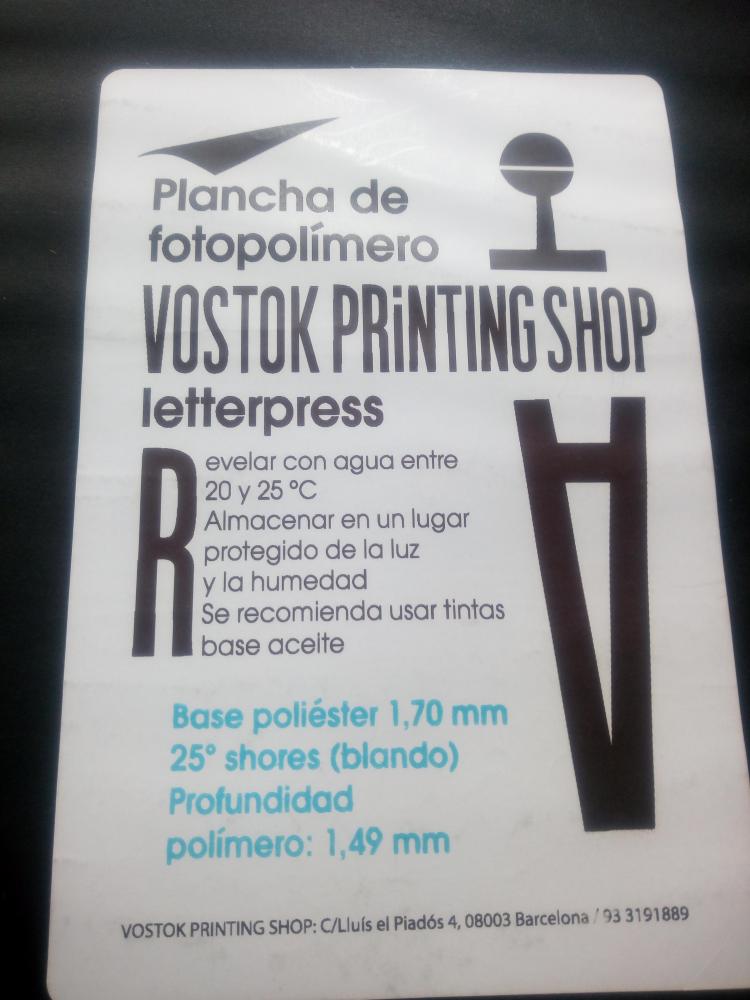 Plancha de
fotopolímero
VOSTOK PRiNTING SHOP
letterpress
Revelar con agua entre
20 y 25 °C
Almacenar en un lugar
protegido de la luz
y la humedad
Se recomienda usar tintas
base aceite
A
Base poliéster 1,70 mm
25° shores (blando)
Profundidad
polímero: 1,49 mm
VOSTOK PRINTING SHOP: C/Lluís el Piadós 4, 08003 Barcelona / 93 3191889